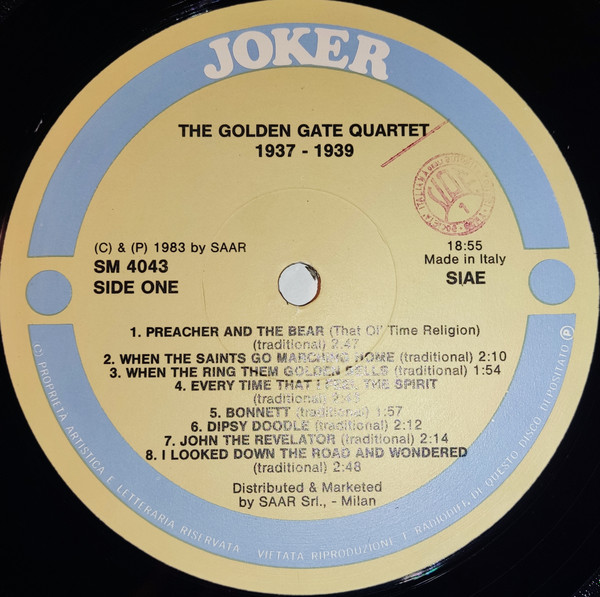 JOKER
THE GOLDEN GATE QUARTET
1937 - 1939
(C) & (P) 1983 by SAAR
SM 4043
SIDE ONE
18:55
Made in Italy
SIAE
1. PREACHER AND THE BEAR (That Ol' Time Religion)
(traditional) 2:47
2. WHEN THE SAINTS GO MARCHING HOME (traditional) 2:10
3. WHEN THE RING THEM GOLDEN BELLS (traditional) 1:54
4. EVERY TIME THAT I FEEL THE SPIRIT
(traditional)
5. BONNETT (traditional) 1:57
6. DIPSY DOODLE (traditional) 2:12
7. JOHN THE REVELATOR (traditional) 2:14
8. I LOOKED DOWN THE ROAD AND WONDERED
(traditional) 2:48
Distributed & Marketed
by SAAR Srl., - Milan
(C) PROPRIETA ARTISTICA E LETTERARIA RISERVATA VIETATA RIPRODUZIONE E RADIODIFF. DI QUESTO DISCO DEPOSITATO (P)